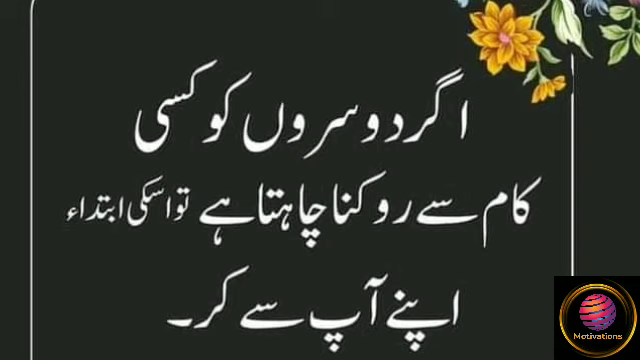 اگر دوسروں کو کسی
کام سے روکنا چاہتا ہے تو اسکی ابتداء
اپنے آپ سے کر۔
Motivations